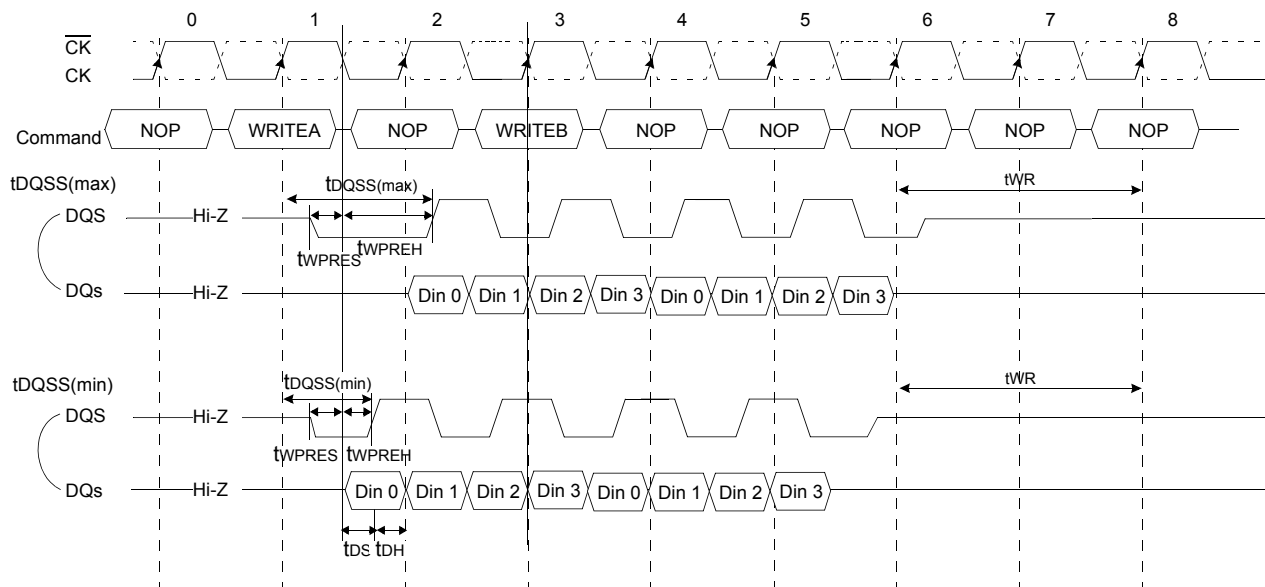 0 1 2 3 4 5 6 7 8
CK
CK
Command NOP WRITEA NOP WRITEB NOP NOP NOP NOP NOP
tDQSS(max)
tDQSS(max) tWR
DQS Hi-Z
tWPRES tWPREH
DQs Hi-Z Din 0 Din 1 Din 2 Din 3 Din 0 Din 1 Din 2 Din 3
tDQSS(min)
tDQSS(min) tWR
DQS Hi-Z
tWPRES tWPREH
DQs Hi-Z Din 0 Din 1 Din 2 Din 3 Din 0 Din 1 Din 2 Din 3
tDS tDH